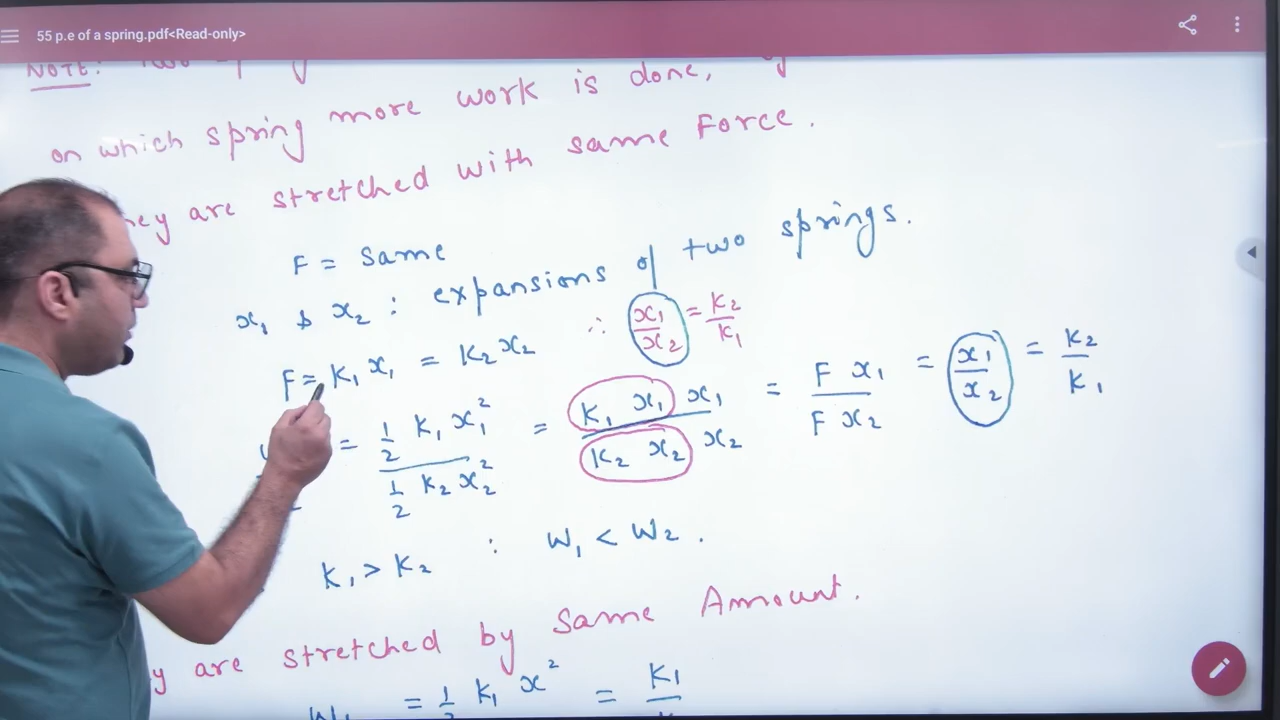 55 p.e of a spring.pdf<Read-only>
NOTE:
on which spring more work is done,
are stretched with same Force.
F = Same
x₁ & x₂ : expansions of two springs.
F = K₁ x₁ = K₂ x₂ ∴ x₁/x₂ = K₂/K₁
= ½ K₁ x₁² / ½ K₂ x₂² = K₁ x₁ x₁ / K₂ x₂ x₂ = F x₁ / F x₂ = x₁/x₂ = K₂/K₁
K₁ > K₂ : W₁ < W₂ .
are stretched by Same Amount.
= ½ K₁ x² = K₁